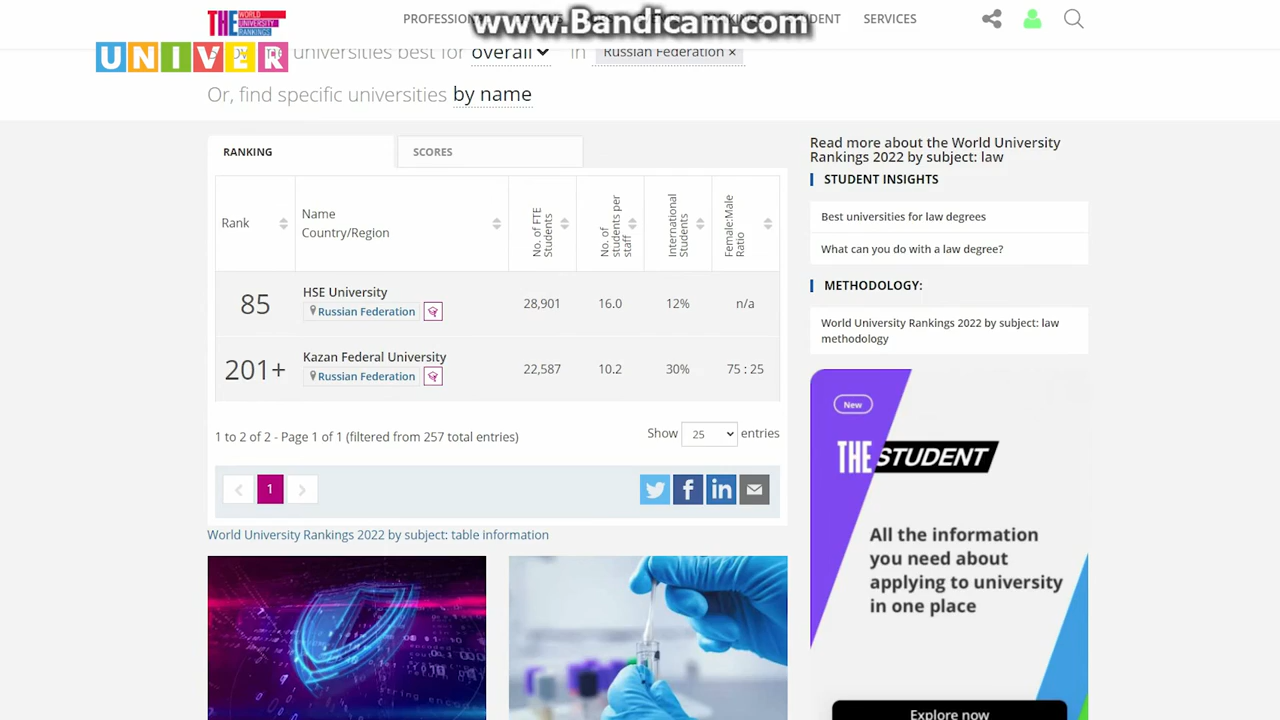 THE WORLD UNIVERSITY RANKINGS
PROFESSION
STUDENT
SERVICES
www.Bandicam.com
UNIVER
universities best for overall in Russian Federation ×
Or, find specific universities by name
RANKING
SCORES
Rank
Name
Country/Region
No. of FTE Students
No. of students per staff
International Students
Female:Male Ratio
85
HSE University
Russian Federation
28,901
16.0
12%
n/a
201+
Kazan Federal University
Russian Federation
22,587
10.2
30%
75 : 25
1 to 2 of 2 - Page 1 of 1 (filtered from 257 total entries)
Show 25 entries
1
World University Rankings 2022 by subject: table information
Read more about the World University
Rankings 2022 by subject: law
STUDENT INSIGHTS
Best universities for law degrees
What can you do with a law degree?
METHODOLOGY:
World University Rankings 2022 by subject: law
methodology
New
THE STUDENT
All the information
you need about
applying to university
in one place
Explore now